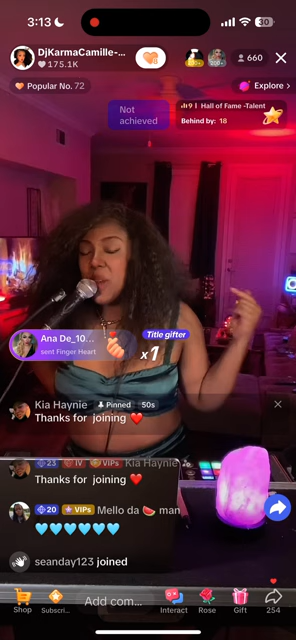 3:13
30
DjKarmaCamille-...
175.1K
660
Popular No. 72
Explore >
Not achieved
Hall of Fame -Talent
Behind by: 18
Title gifter
Ana De_10...
sent Finger Heart
x1
Kia Haynie Pinned 50s
Thanks for joining ❤️
23 IV VIPs Kia Haynie
Thanks for joining ❤️
20 VIPs Mello da 🍉 man
🩵🩵🩵🩵🩵🩵
seanday123 joined
Shop
Subscri...
Add com...
Interact
Rose
Gift
254